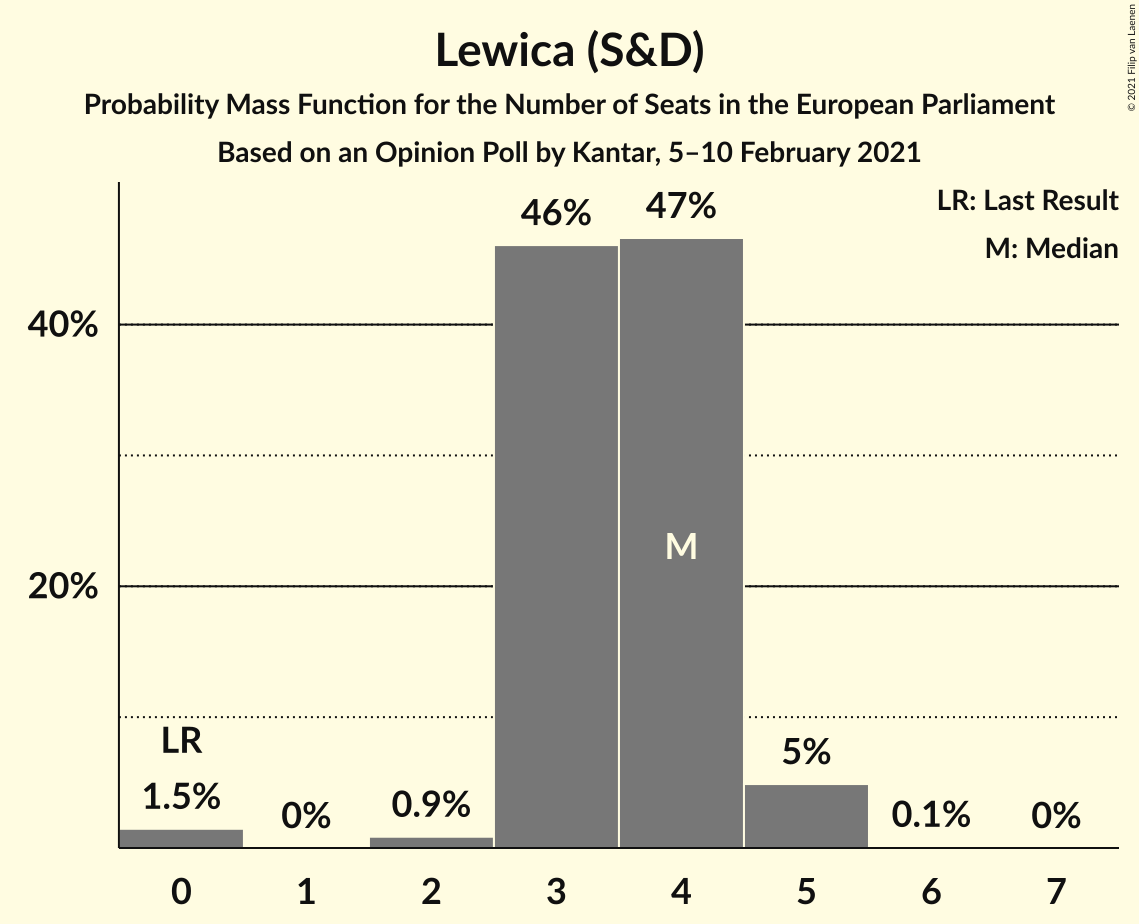 Lewica (S&D)
Probability Mass Function for the Number of Seats in the European Parliament
Based on an Opinion Poll by Kantar, 5–10 February 2021
© 2021 Filip van Laenen
LR: Last Result
M: Median
46%
47%
40%
20%
M
LR
1.5%
0%
0.9%
5%
0.1%
0%
0 1 2 3 4 5 6 7